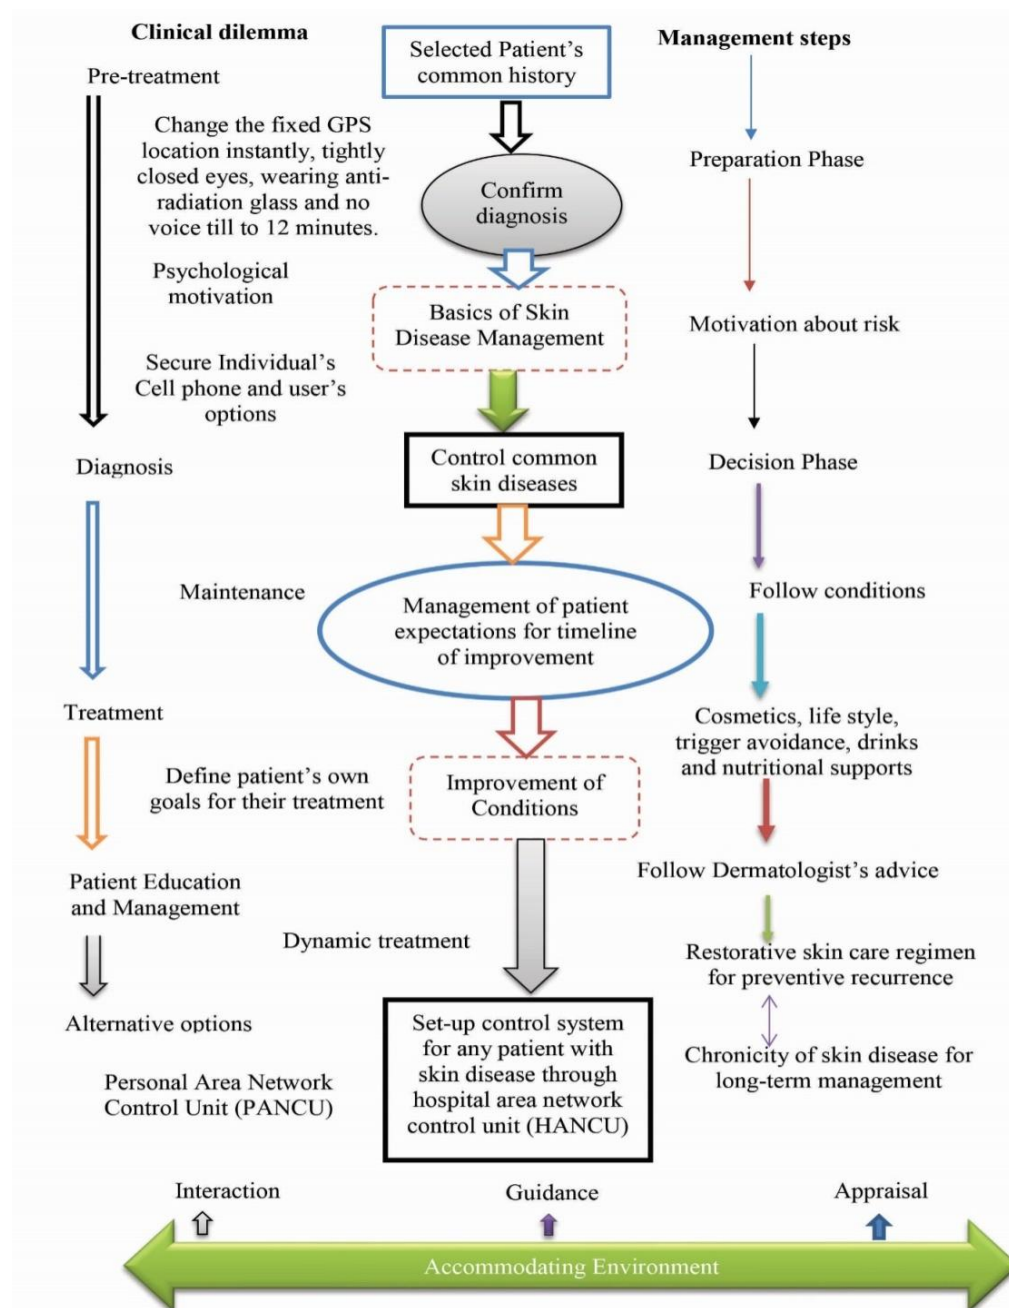 Clinical dilemma
Pre-treatment
Change the fixed GPS
location instantly, tightly
closed eyes, wearing anti-
radiation glass and no
voice till to 12 minutes.
Psychological
motivation
Secure Individual's
Cell phone and user's
options
Diagnosis
Maintenance
Treatment
Define patient's own
goals for their treatment
Patient Education
and Management
Dynamic treatment
Alternative options
Personal Area Network
Control Unit (PANCU)
Selected Patient's
common history
Confirm
diagnosis
Basics of Skin
Disease Management
Control common
skin diseases
Management of patient
expectations for timeline
of improvement
Improvement of
Conditions
Set-up control system
for any patient with
skin disease through
hospital area network
control unit (HANCU)
Management steps
Preparation Phase
Motivation about risk
Decision Phase
Follow conditions
Cosmetics, life style,
trigger avoidance, drinks
and nutritional supports
Follow Dermatologist's advice
Restorative skin care regimen
for preventive recurrence
Chronicity of skin disease for
long-term management
Interaction
Guidance
Appraisal
Accommodating Environment